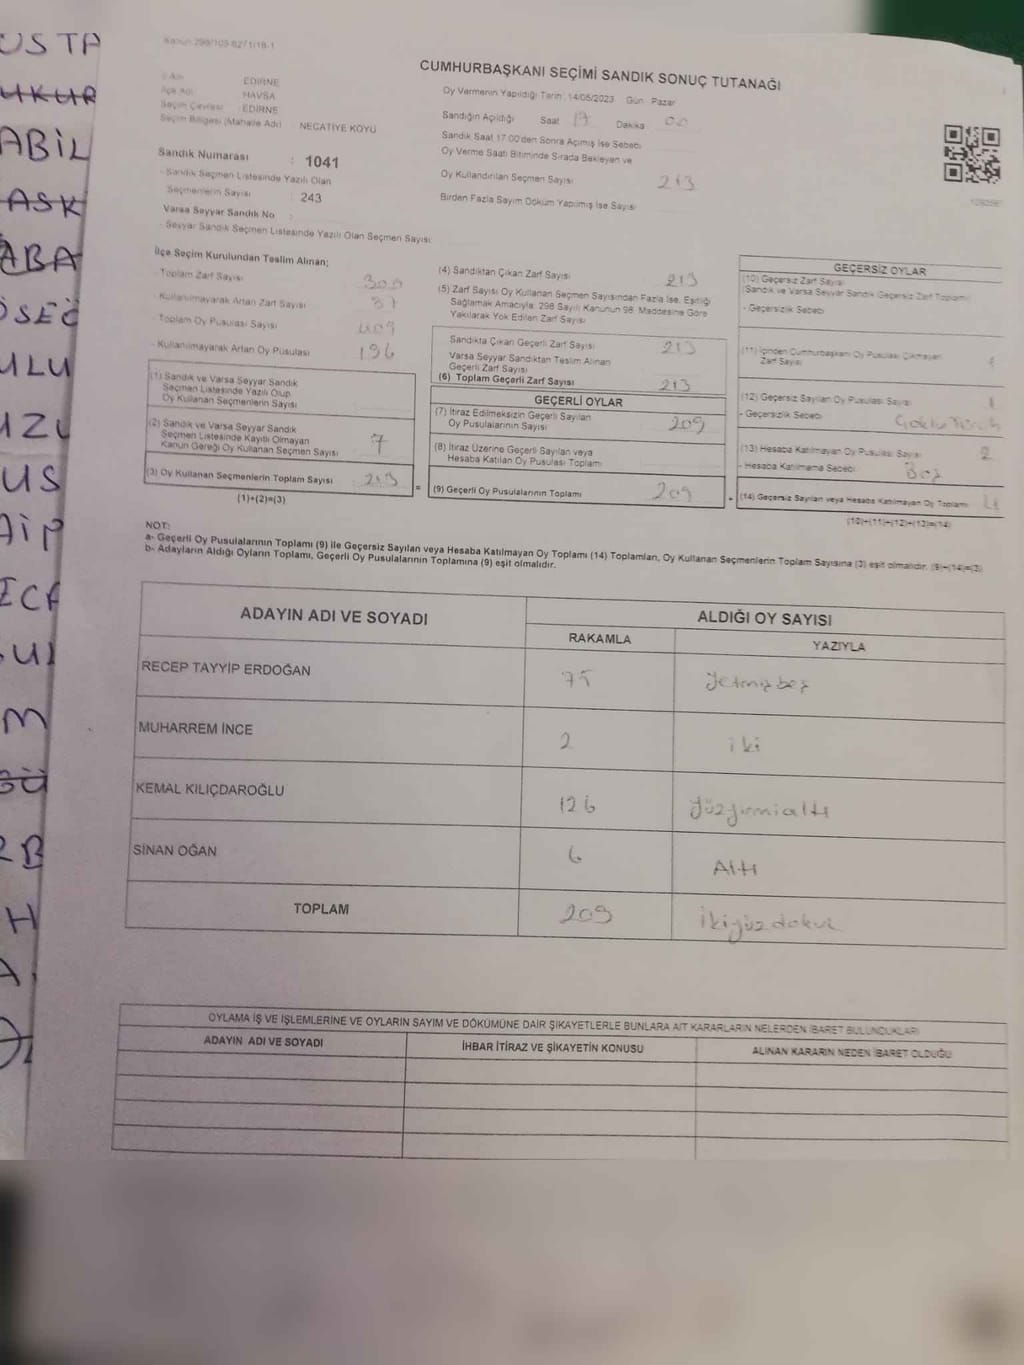 USTA
UKUR
ABİL
ASK
ABA
ÖSEÇ
ULU
UZU
US
AİP
ECA
SUL
M
GÜ
RB
H
A.
Kanun 298/103-6271/18-1
CUMHURBAŞKANI SEÇİMİ SANDIK SONUÇ TUTANAĞI
İl Adı EDİRNE
İlçe Adı HAVSA
Seçim Çevresi EDİRNE
Seçim Bölgesi (Mahalle Adı) NECATİYE KÖYÜ
Sandık Numarası : 1041
- Sandık Seçmen Listesinde Yazılı Olan
Seçmenlerin Sayısı : 243
Varsa Seyyar Sandık No :
- Seyyar Sandık Seçmen Listesinde Yazılı Olan Seçmen Sayısı:
Oy Vermenin Yapıldığı Tarih: 14/05/2023 Gün Pazar
Sandığın Açıldığı Saat 17 Dakika 00
Sandık Saat 17:00'den Sonra Açımış İse Sebebi
Oy Verme Saati Bitiminde Sırada Bekleyen ve
Oy Kullandırılan Seçmen Sayısı 213
Birden Fazla Sayım Döküm Yapılmış İse Sayısı
İlçe Seçim Kurulundan Teslim Alınan;
- Toplam Zarf Sayısı 300
- Kullanılmayarak Artan Zarf Sayısı 87
- Toplam Oy Pusulası Sayısı 409
- Kullanılmayarak Artan Oy Pusulası 196
(1) Sandık ve Varsa Seyyar Sandık
Seçmen Listesinde Yazılı Olup
Oy Kullanan Seçmenlerin Sayısı
(2) Sandık ve Varsa Seyyar Sandık
Seçmen Listesinde Kayıtlı Olmayan
Kanun Gereği Oy Kullanan Seçmen Sayısı 7
(3) Oy Kullanan Seçmenlerin Toplam Sayısı 213
(1)+(2)=(3)
=
(4) Sandıktan Çıkan Zarf Sayısı 213
(5) Zarf Sayısı Oy Kullanan Seçmen Sayısından Fazla İse, Eşitliği
Sağlamak Amacıyla, 298 Sayılı Kanunun 98. Maddesine Göre
Yakılarak Yok Edilen Zarf Sayısı
Sandıkta Çıkan Geçerli Zarf Sayısı 213
Varsa Seyyar Sandıktan Teslim Alınan
Geçerli Zarf Sayısı
(6) Toplam Geçerli Zarf Sayısı 213
GEÇERLİ OYLAR
(7) İtiraz Edilmeksizin Geçerli Sayılan
Oy Pusulalarının Sayısı 209
(8) İtiraz Üzerine Geçerli Sayılan veya
Hesaba Katılan Oy Pusulası Toplamı
(9) Geçerli Oy Pusulalarının Toplamı 209
+
GEÇERSİZ OYLAR
(10) Geçersiz Zarf Sayısı
(Sandık ve Varsa Seyyar Sandık Geçersiz Zarf Toplamı)
- Geçersizlik Sebebi
(11) İçinden Cumhurbaşkanı Oy Pusulası Çıkmayan
Zarf Sayısı 1
(12) Geçersiz Sayılan Oy Pusulası Sayısı 1
- Geçersizlik Sebebi
(13) Hesaba Katılmayan Oy Pusulası Sayısı 2
- Hesaba Katılmama Sebebi Boş
(14) Geçersiz Sayılan veya Hesaba Katılmayan Oy Toplamı 4
(10)+(11)+(12)+(13)=(14)
NOT:
a- Geçerli Oy Pusulalarının Toplamı (9) ile Geçersiz Sayılan veya Hesaba Katılmayan Oy Toplamı (14) Toplamları, Oy Kullanan Seçmenlerin Toplam Sayısına (3) eşit olmalıdır. (9)+(14)=(3)
b- Adayların Aldığı Oyların Toplamı, Geçerli Oy Pusulalarının Toplamına (9) eşit olmalıdır.
ADAYIN ADI VE SOYADI ALDIĞI OY SAYISI
RAKAMLA YAZIYLA
RECEP TAYYİP ERDOĞAN 75 Yetmişbeş
MUHARREM İNCE 2 iki
KEMAL KILIÇDAROĞLU 126 Yüzyirmialtı
SİNAN OĞAN 6 Altı
TOPLAM 209 İkiyüzdokuz
OYLAMA İŞ VE İŞLEMLERİNE VE OYLARIN SAYIM VE DÖKÜMÜNE DAİR ŞİKAYETLERLE BUNLARA AİT KARARLARIN NELERDEN İBARET BULUNDUKLARI
ADAYIN ADI VE SOYADI İHBAR İTİRAZ VE ŞİKAYETİN KONUSU ALINAN KARARIN NEDEN İBARET OLDUĞU